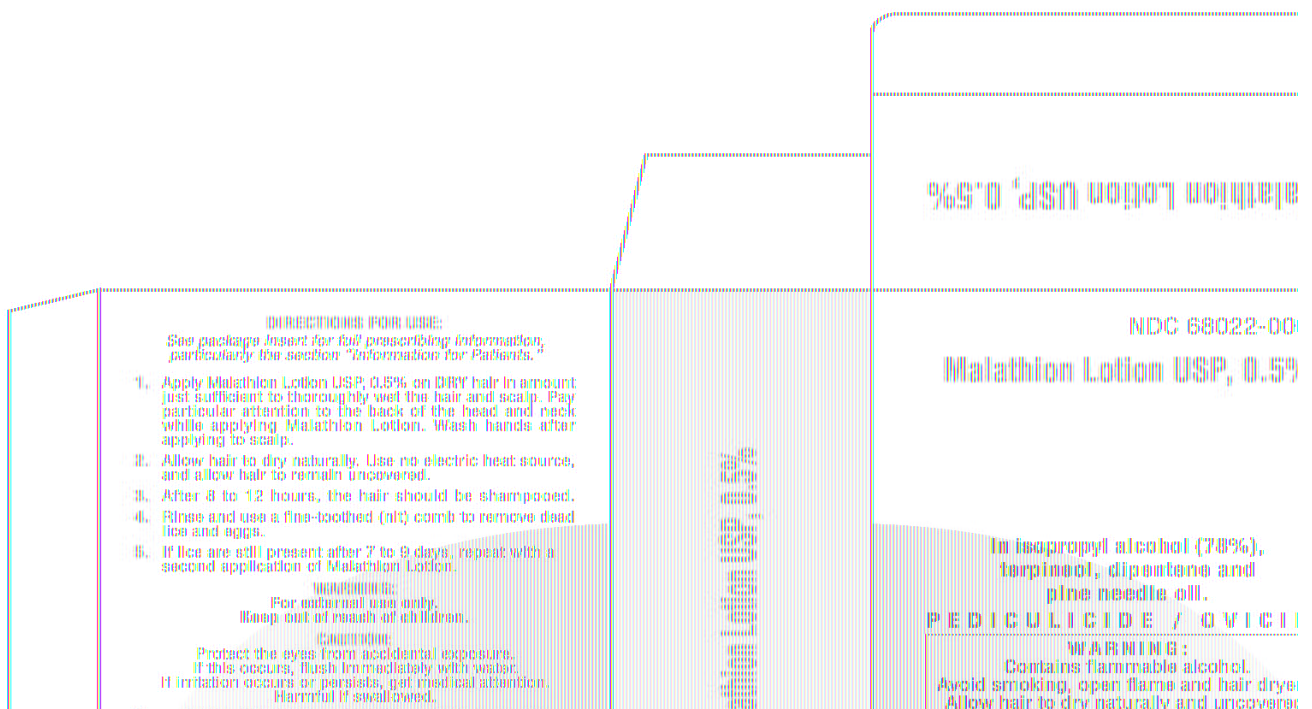 DIRECTIONS FOR USE:
See package insert for full prescribing information,
particularly the section "Information for Patients."
1. Apply Malathion Lotion USP, 0.5% on DRY hair in amount
just sufficient to thoroughly wet the hair and scalp. Pay
particular attention to the back of the head and neck
while applying Malathion Lotion. Wash hands after
applying to scalp.
2. Allow hair to dry naturally. Use no electric heat source,
and allow hair to remain uncovered.
3. After 8 to 12 hours, the hair should be shampooed.
4. Rinse and use a fine-toothed (nit) comb to remove dead
lice and eggs.
5. If lice are still present after 7 to 9 days, repeat with a
second application of Malathion Lotion.
WARNING:
For external use only.
Keep out of reach of children.
CAUTION:
Protect the eyes from accidental exposure.
If this occurs, flush immediately with water.
If irritation occurs or persists, get medical attention.
Harmful if swallowed.
thion Lotion USP, 0.5%
athion Lotion USP, 0.5%
NDC 68022-00
Malathion Lotion USP, 0.5%
In isopropyl alcohol (78%),
terpineol, dipentene and
pine needle oil.
PEDICULICIDE / OVICI
WARNING:
Contains flammable alcohol.
Avoid smoking, open flame and hair dryer
Allow hair to dry naturally and uncovered